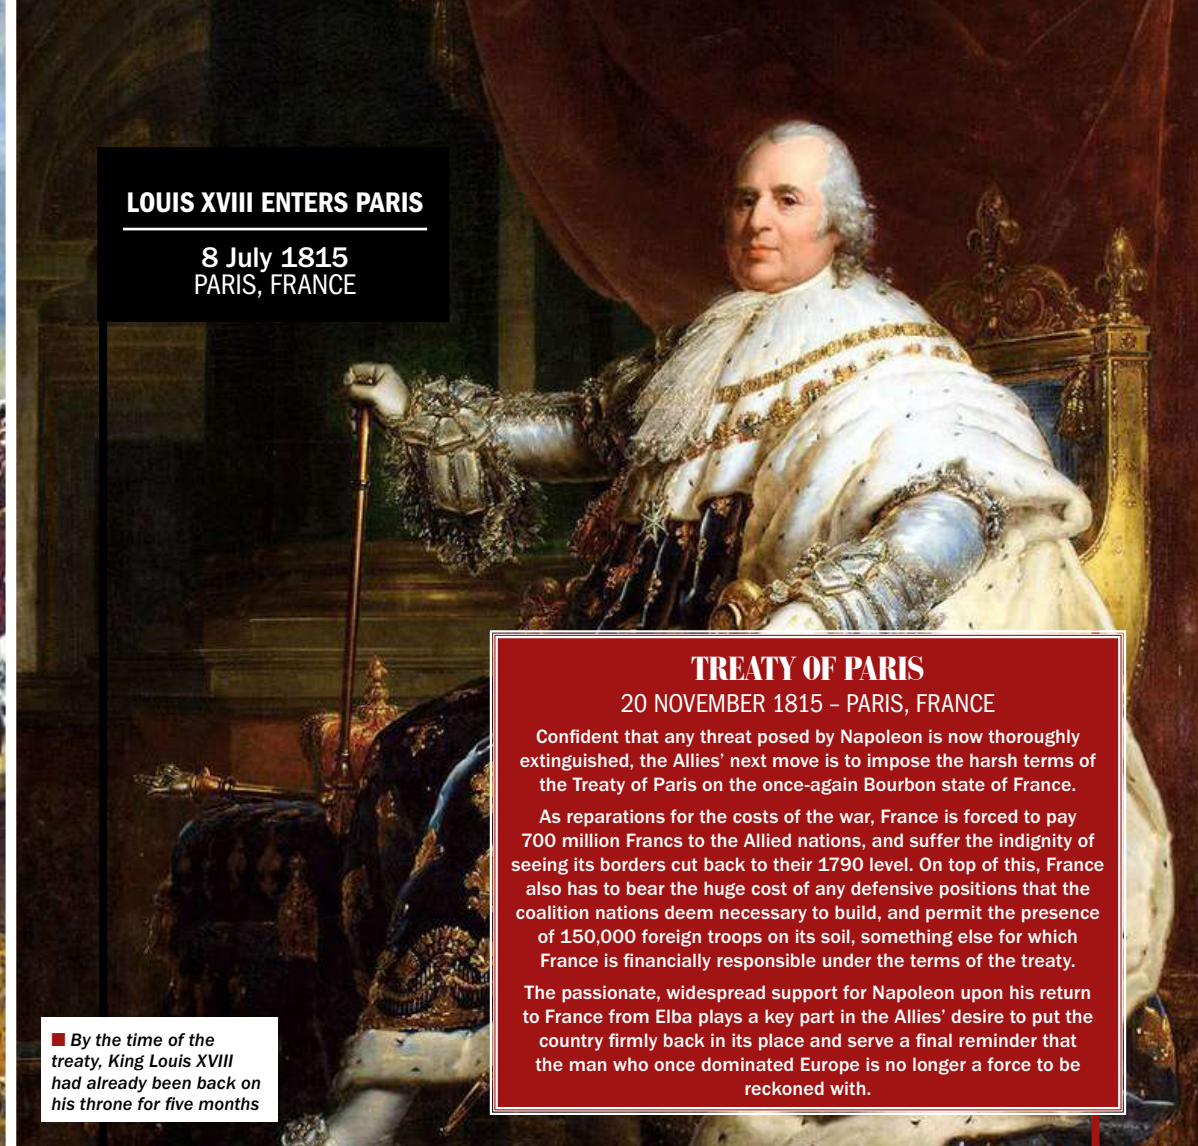 LOUIS XVIII ENTERS PARIS
8 July 1815
PARIS, FRANCE
TREATY OF PARIS
20 NOVEMBER 1815 – PARIS, FRANCE
Confident that any threat posed by Napoleon is now thoroughly
extinguished, the Allies’ next move is to impose the harsh terms of
the Treaty of Paris on the once-again Bourbon state of France.
As reparations for the costs of the war, France is forced to pay
700 million Francs to the Allied nations, and suffer the indignity of
seeing its borders cut back to their 1790 level. On top of this, France
also has to bear the huge cost of any defensive positions that the
coalition nations deem necessary to build, and permit the presence
of 150,000 foreign troops on its soil, something else for which
France is financially responsible under the terms of the treaty.
The passionate, widespread support for Napoleon upon his return
to France from Elba plays a key part in the Allies’ desire to put the
country firmly back in its place and serve a final reminder that
the man who once dominated Europe is no longer a force to be
reckoned with.
■ By the time of the
treaty, King Louis XVIII
had already been back on
his throne for five months